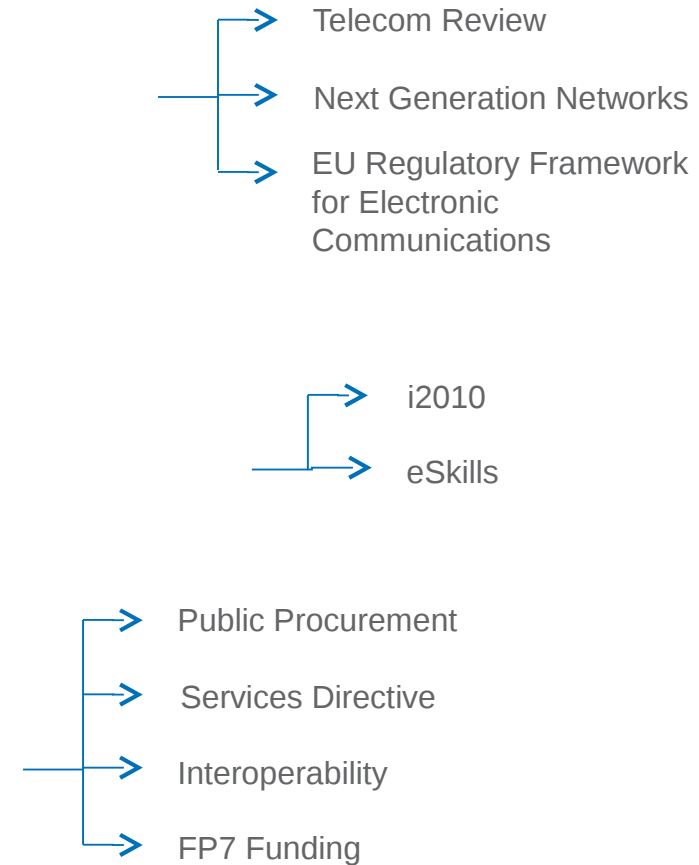 Telecom Review
Next Generation Networks
EU Regulatory Framework
for Electronic
Communications
i2010
eSkills
Public Procurement
Services Directive
Interoperability
FP7 Funding